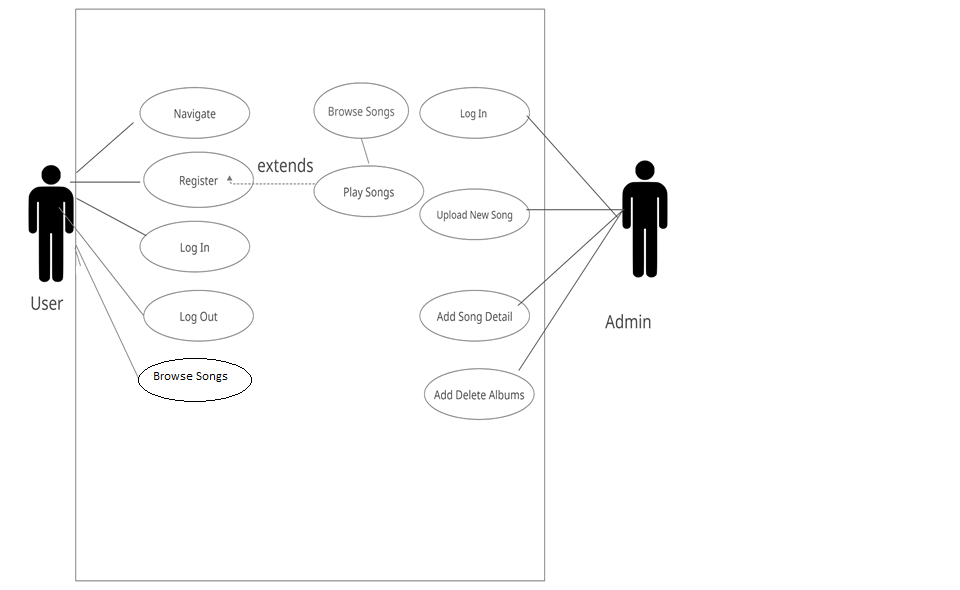 Navigate
Browse Songs
Log In
extends
Register
Play Songs
Upload New Song
Log In
User
Log Out
Add Song Detail
Admin
Browse Songs
Add Delete Albums